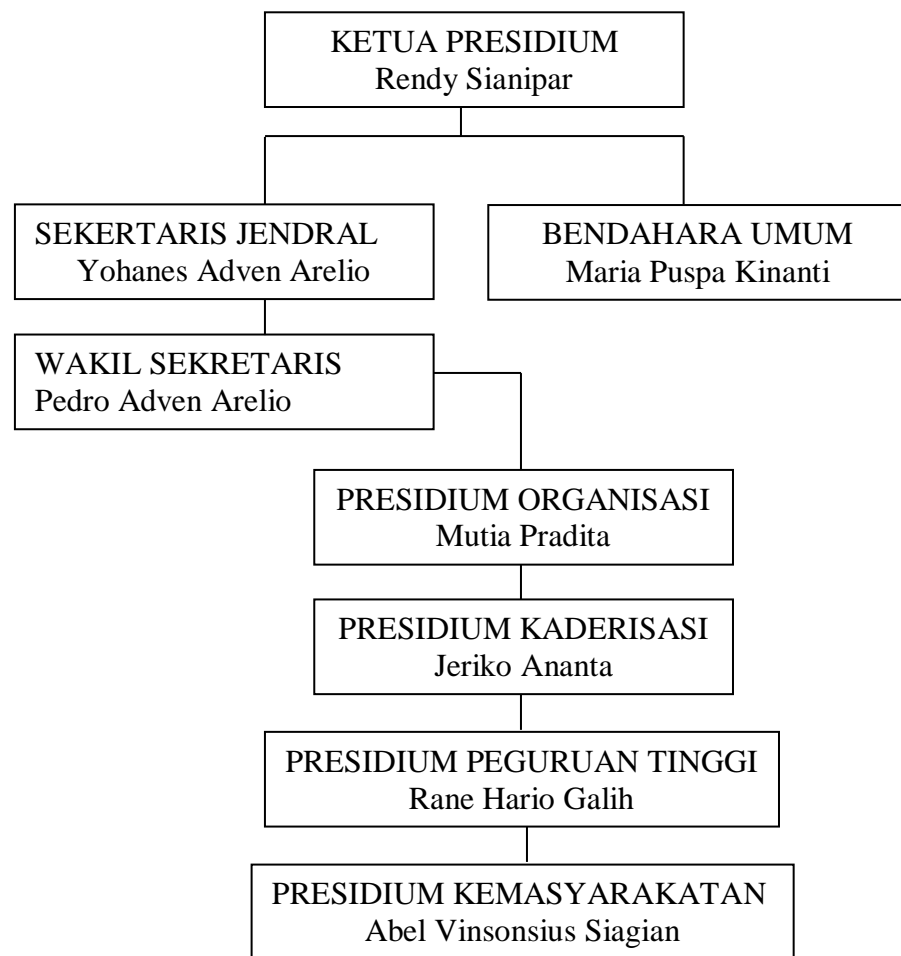 KETUA PRESIDIUM
Rendy Sianipar
SEKERTARIS JENDRAL
Yohanes Adven Arelio
BENDAHARA UMUM
Maria Puspa Kinanti
WAKIL SEKRETARIS
Pedro Adven Arelio
PRESIDIUM ORGANISASI
Mutia Pradita
PRESIDIUM KADERISASI
Jeriko Ananta
PRESIDIUM PEGURUAN TINGGI
Rane Hario Galih
PRESIDIUM KEMASYARAKATAN
Abel Vinsonsius Siagian